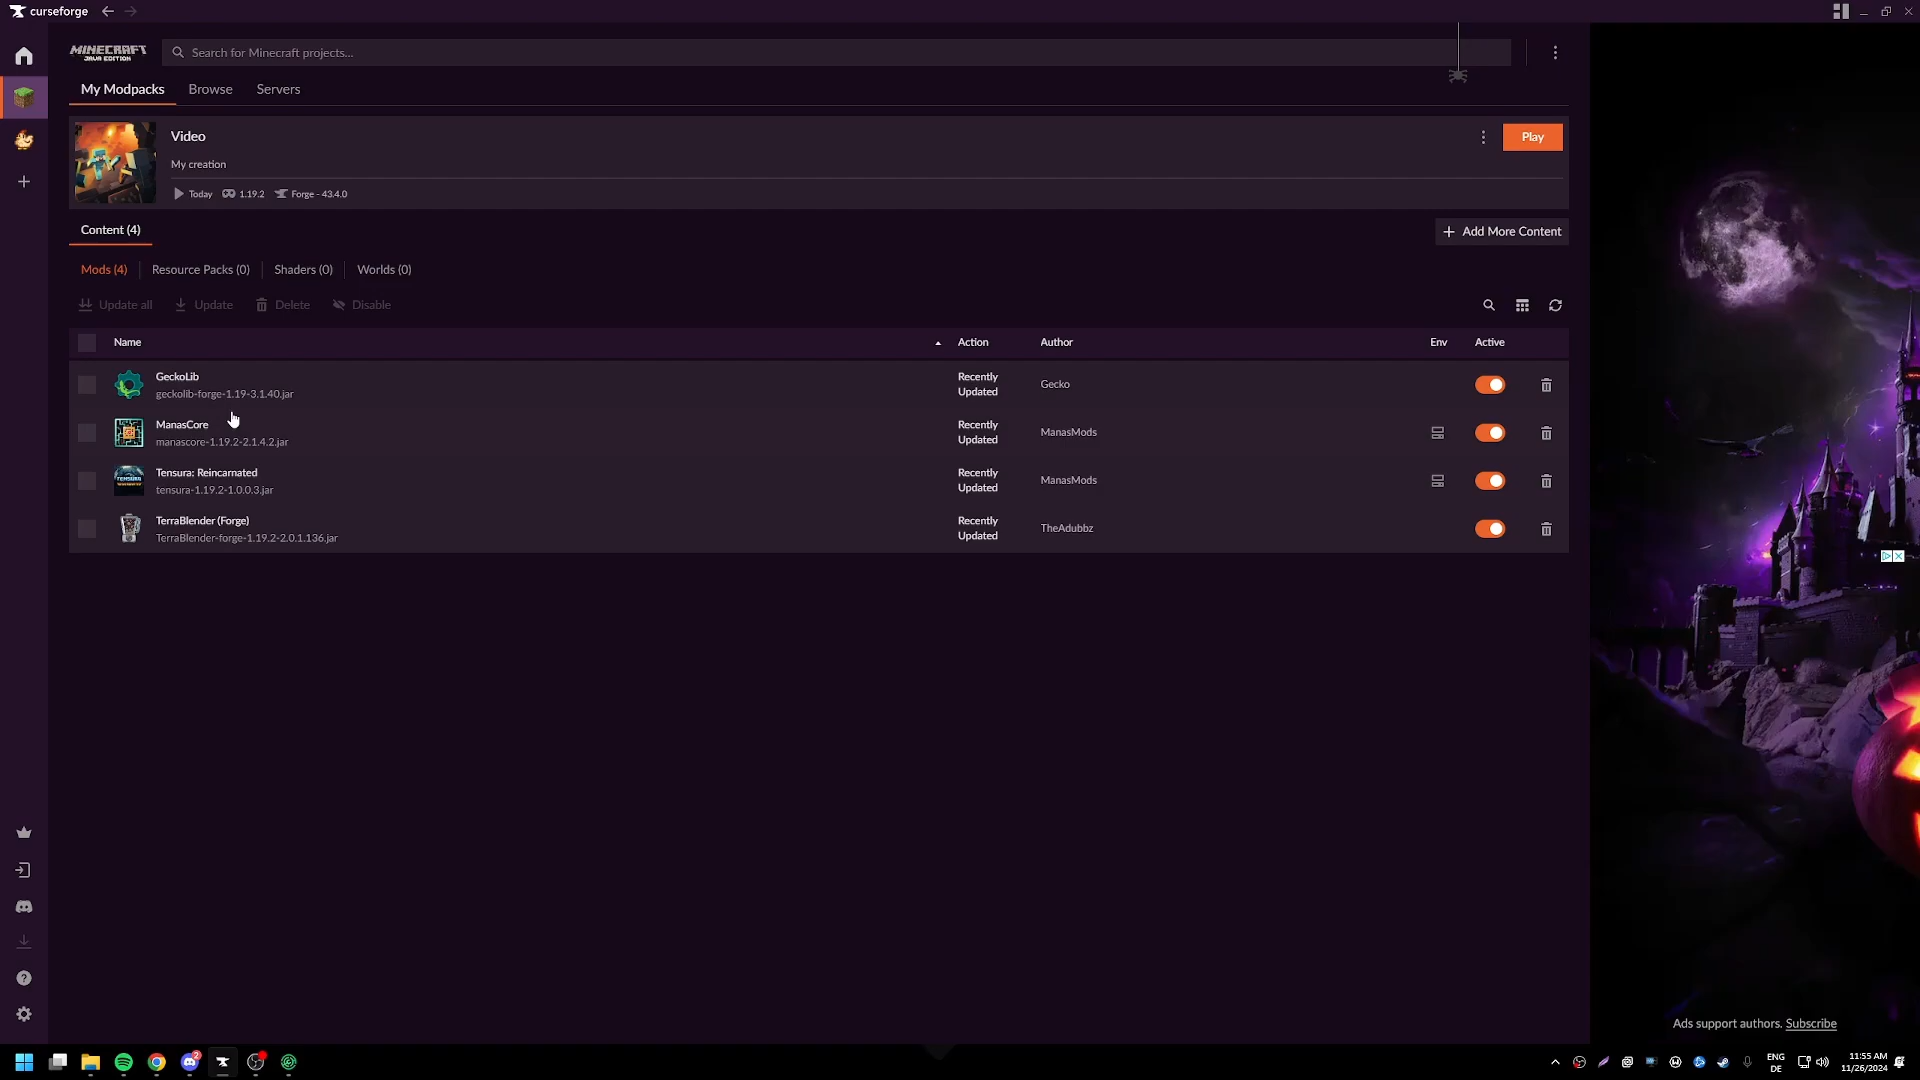 curseforge
MINECRAFT
JAVA EDITION
Search for Minecraft projects...
My Modpacks
Browse
Servers
Video
Play
My creation
Today
1.19.2
Forge - 43.4.0
Content (4)
Add More Content
Mods (4)
Resource Packs (0)
Shaders (0)
Worlds (0)
Update all
Update
Delete
Disable
Name
Action
Author
Env
Active
GeckoLib
geckolib-forge-1.19-3.1.40.jar
Recently
Updated
Gecko
ManasCore
manascore-1.19.2-2.1.4.2.jar
Recently
Updated
ManasMods
Tensura: Reincarnated
tensura-1.19.2-1.0.0.3.jar
Recently
Updated
ManasMods
TerraBlender (Forge)
TerraBlender-forge-1.19.2-2.0.1.136.jar
Recently
Updated
TheAdubbz
TENSURA
Ads support authors. Subscribe
2
ENG
DE
11:55 AM
11/26/2024